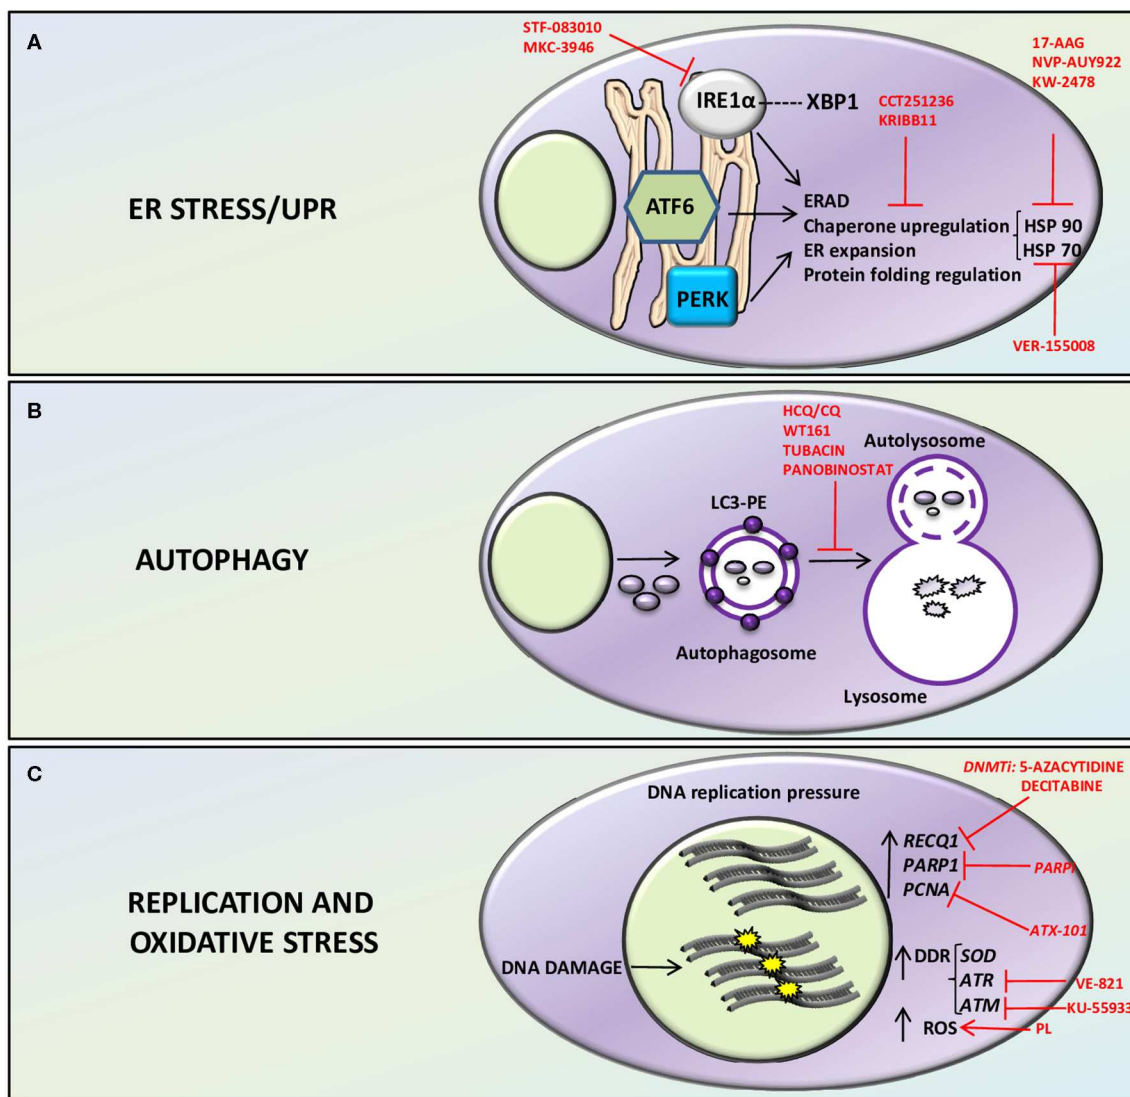 A
ER STRESS/UPR
STF-083010
MKC-3946
IRE1α
XBP1
17-AAG
NVP-AUY922
KW-2478
CCT251236
KRIBB11
ATF6
PERK
ERAD
Chaperone upregulation
ER expansion
Protein folding regulation
HSP 90
HSP 70
VER-155008
B
AUTOPHAGY
HCQ/CQ
WT161
TUBACIN
PANOBINOSTAT
LC3-PE
Autophagosome
Autolysosome
Lysosome
C
REPLICATION AND
OXIDATIVE STRESS
DNA replication pressure
DNA DAMAGE
DNMTi: 5-AZACYTIDINE
DECITABINE
RECQ1
PARP1
PCNA
PARPi
ATX-101
DDR
SOD
ATR
ATM
VE-821
KU-55933
ROS
PL